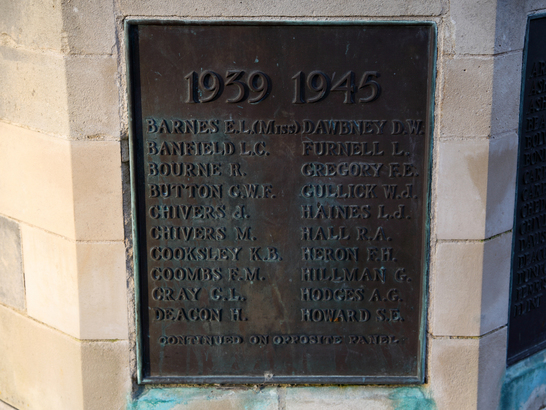 1939 1945
BARNES E.L.(Miss) DAWBNEY D.W.
BANFIELD L.C. FURNELL L.
BOURNE R. GREGORY F.E.
BUTTON G.W.F. GULLICK W.J.
CHIVERS J. HAINES L.J.
CHIVERS M. HALL R.A.
COOKSLEY K.B. HERON F.H.
COOMBS F.M. HILLMAN G.
CRAY C.L. HODGES A.G.
DEACON H. HOWARD S.E.
CONTINUED ON OPPOSITE PANEL.